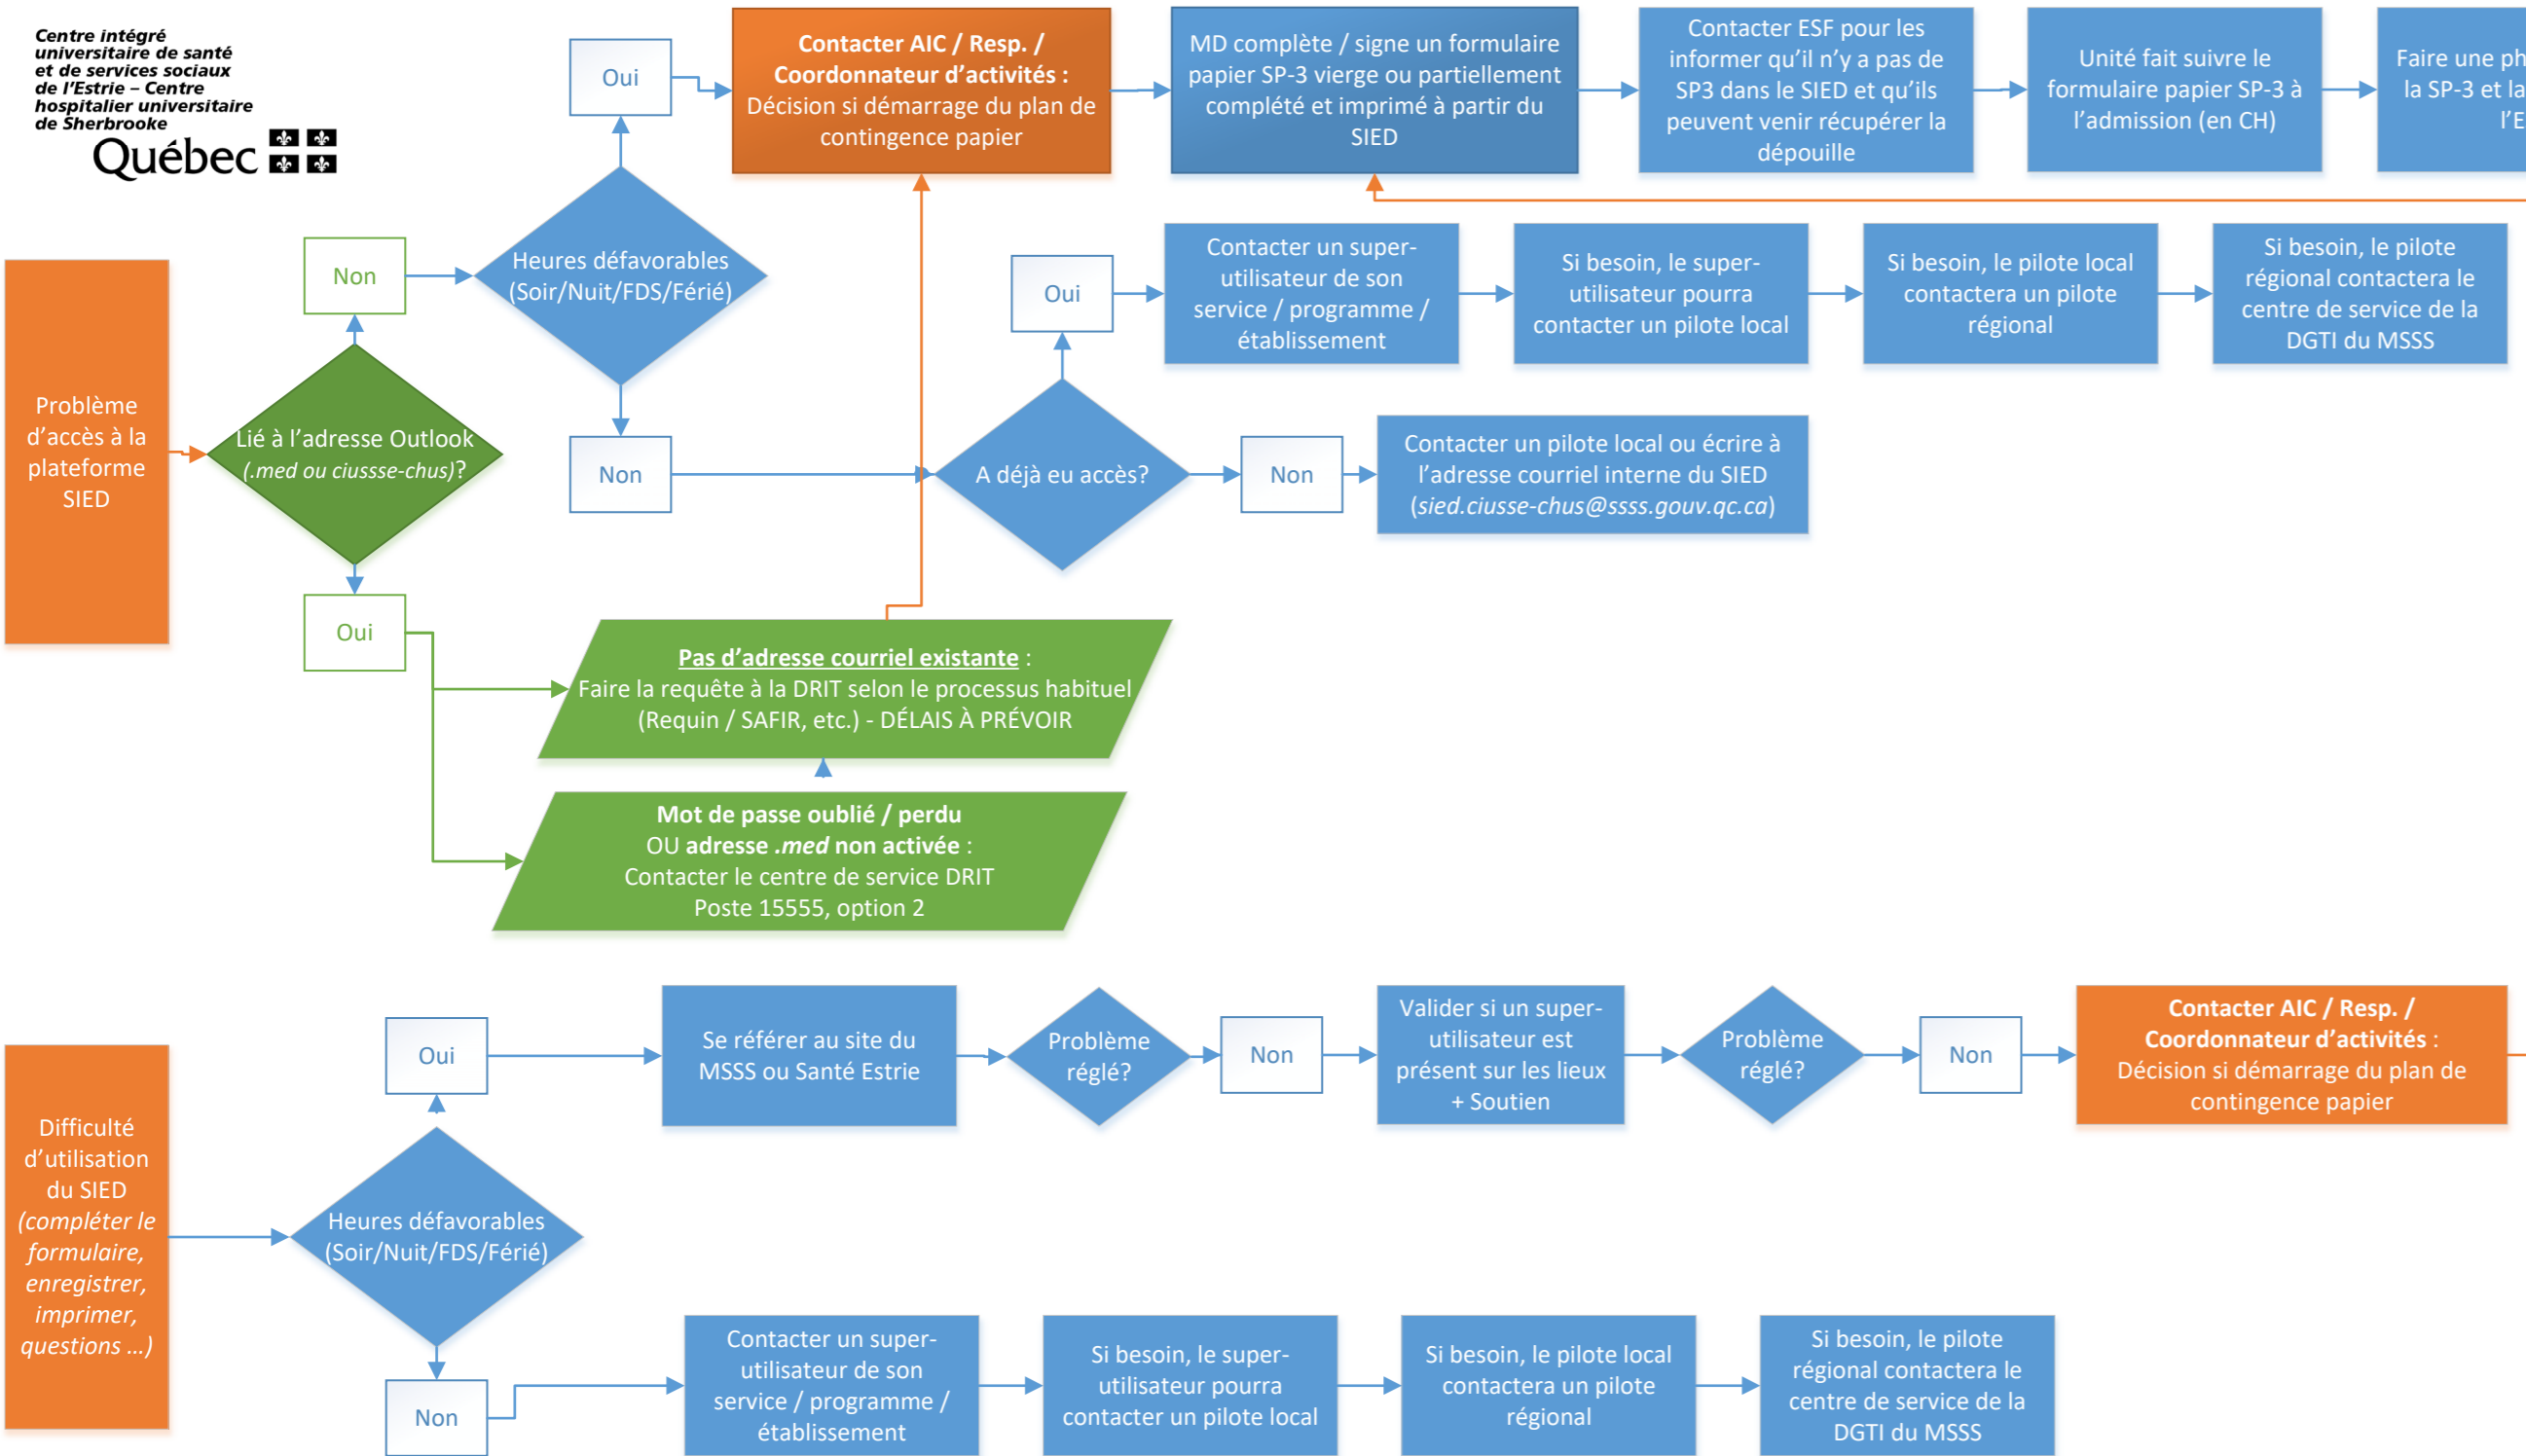 Centre intégré
universitaire de santé
et de services sociaux
de l'Estrie – Centre
hospitalier universitaire
de Sherbrooke
Québec
Oui
Contacter AIC / Resp. /
Coordonnateur d'activités :
Décision si démarrage du plan de
contingence papier
MD complète / signe un formulaire
papier SP-3 vierge ou partiellement
complété et imprimé à partir du
SIED
Contacter ESF pour les
informer qu'il n'y a pas de
SP3 dans le SIED et qu'ils
peuvent venir récupérer la
dépouille
Unité fait suivre le
formulaire papier SP-3 à
l'admission (en CH)
Faire une ph
la SP-3 et la
l'E
Problème
d'accès à la
plateforme
SIED
Lié à l'adresse Outlook
(.med ou ciussse-chus)?
Non
Heures défavorables
(Soir/Nuit/FDS/Férié)
Non
A déjà eu accès?
Oui
Contacter un super-
utilisateur de son
service / programme /
établissement
Si besoin, le super-
utilisateur pourra
contacter un pilote local
Si besoin, le pilote local
contactera un pilote
régional
Si besoin, le pilote
régional contactera le
centre de service de la
DGTI du MSSS
Non
Contacter un pilote local ou écrire à
l'adresse courriel interne du SIED
(sied.ciusse-chus@ssss.gouv.qc.ca)
Oui
Pas d'adresse courriel existante :
Faire la requête à la DRIT selon le processus habituel
(Requin / SAFIR, etc.) - DÉLAIS À PRÉVOIR
Mot de passe oublié / perdu
OU adresse .med non activée :
Contacter le centre de service DRIT
Poste 15555, option 2
Difficulté
d'utilisation
du SIED
(compléter le
formulaire,
enregistrer,
imprimer,
questions …)
Heures défavorables
(Soir/Nuit/FDS/Férié)
Oui
Se référer au site du
MSSS ou Santé Estrie
Problème
réglé?
Non
Valider si un super-
utilisateur est
présent sur les lieux
+ Soutien
Problème
réglé?
Non
Contacter AIC / Resp. /
Coordonnateur d'activités :
Décision si démarrage du plan de
contingence papier
Non
Contacter un super-
utilisateur de son
service / programme /
établissement
Si besoin, le super-
utilisateur pourra
contacter un pilote local
Si besoin, le pilote local
contactera un pilote
régional
Si besoin, le pilote
régional contactera le
centre de service de la
DGTI du MSSS